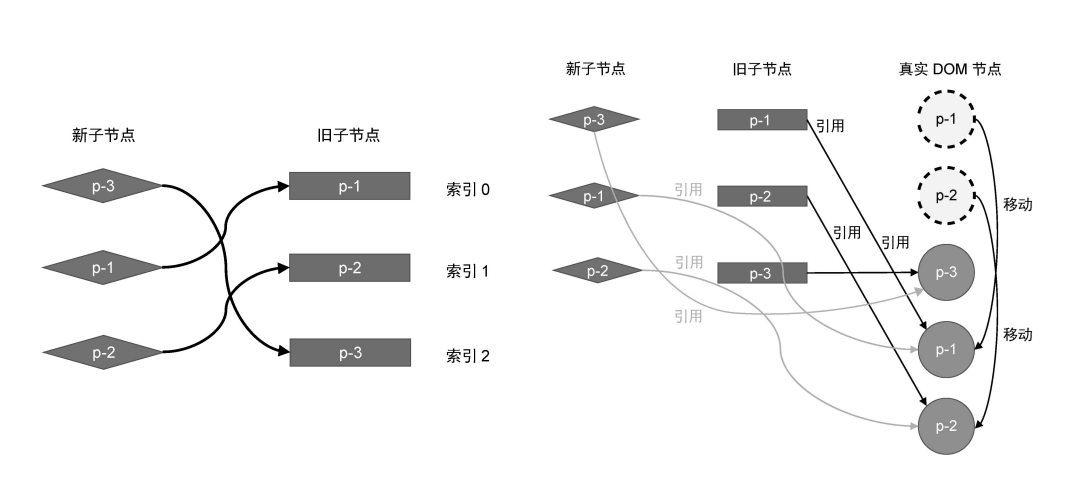 新子节点 旧子节点
p-3 p-1 索引 0
p-1 p-2 索引 1
p-2 p-3 索引 2
新子节点 旧子节点 真实 DOM 节点
p-3 p-1 引用 p-1
p-1 引用 p-2 p-2 移动
引用 引用
p-2 引用 p-3 p-3
引用
p-1 移动
p-2